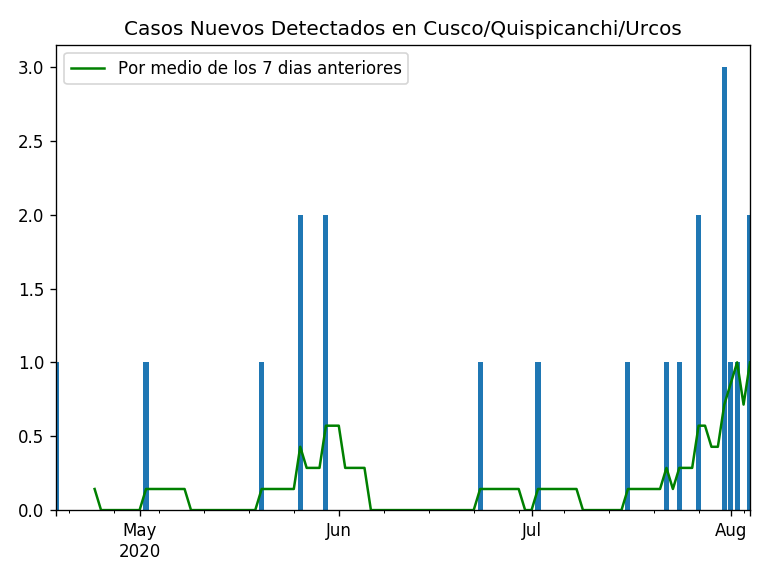 Casos Nuevos Detectados en Cusco/Quispicanchi/Urcos
Por medio de los 7 dias anteriores
3.0
2.5
2.0
1.5
1.0
0.5
0.0
May
2020
Jun
Jul
Aug